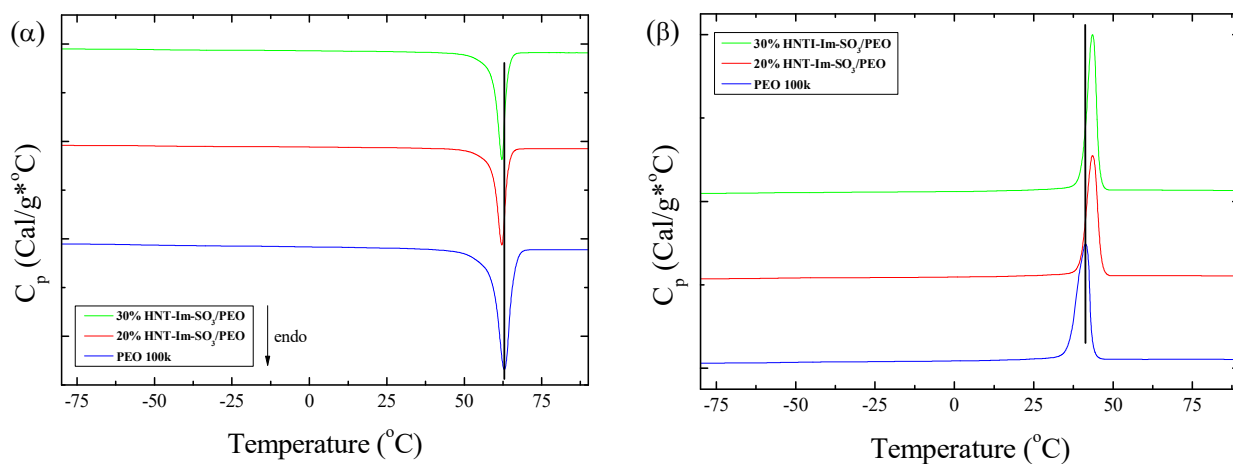 (α)
C_p (Cal/g*°C)
30% HNT-Im-SO₃/PEO
20% HNT-Im-SO₃/PEO
PEO 100k
endo
-75 -50 -25 0 25 50 75
Temperature (°C)
(β)
C_p (Cal/g*°C)
30% HNTI-Im-SO₃/PEO
20% HNT-Im-SO₃/PEO
PEO 100k
-75 -50 -25 0 25 50 75
Temperature (°C)